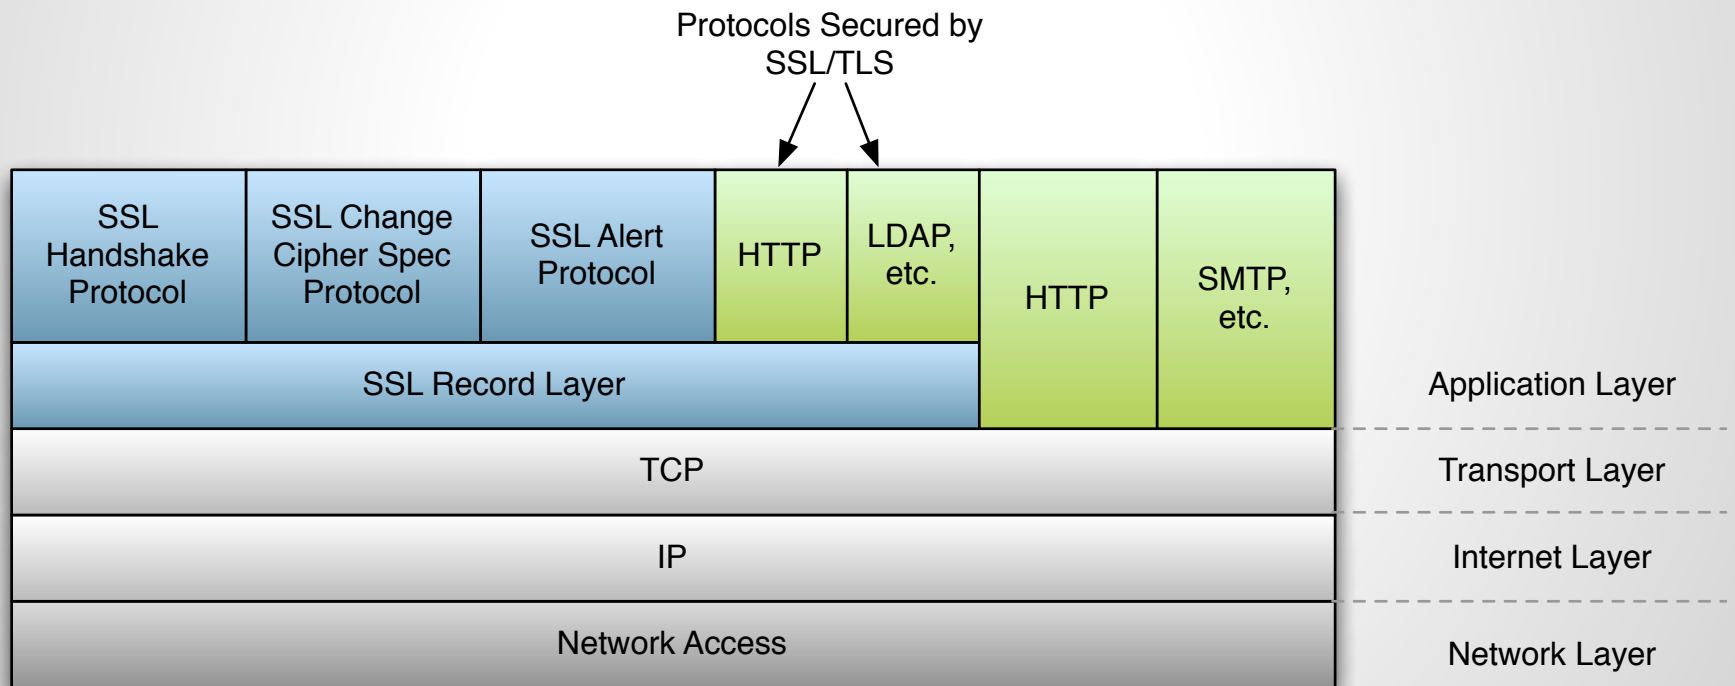 Protocols Secured by
SSL/TLS
SSL
Handshake
Protocol
SSL Change
Cipher Spec
Protocol
SSL Alert
Protocol
HTTP
LDAP,
etc.
HTTP
SMTP,
etc.
SSL Record Layer
Application Layer
TCP
Transport Layer
IP
Internet Layer
Network Access
Network Layer